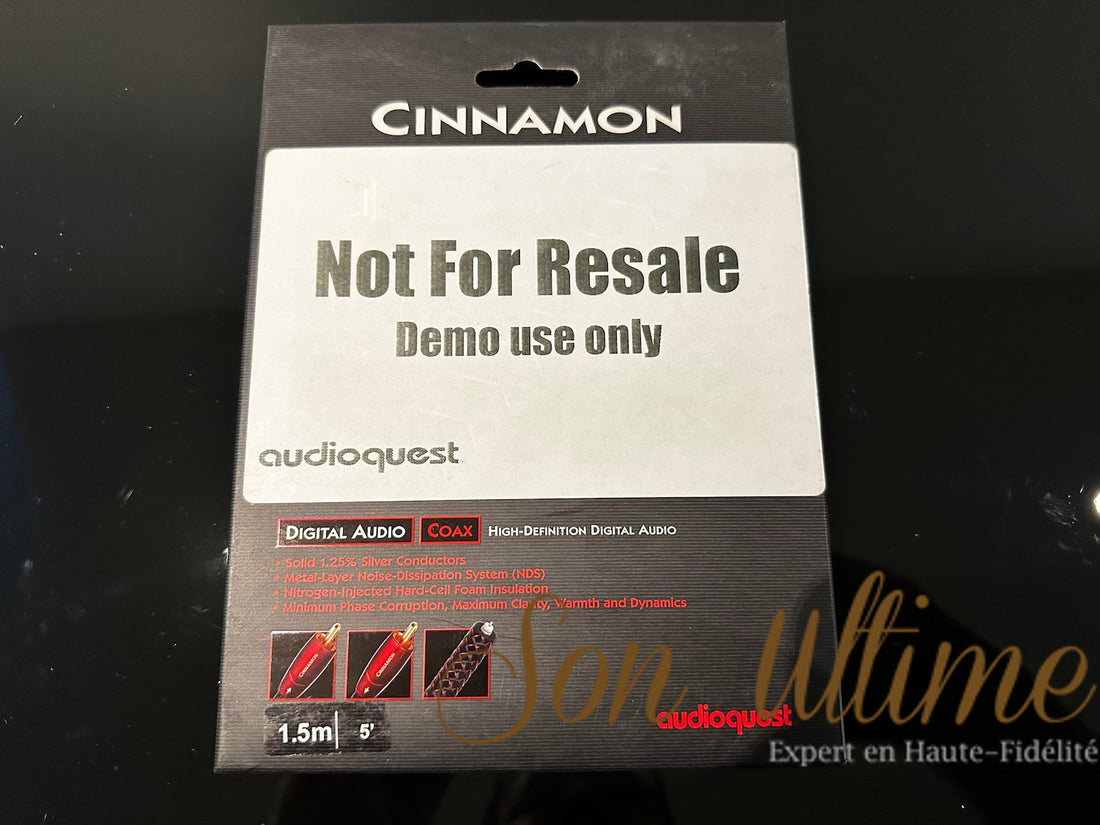 CINNAMON
Not For Resale
Demo use only
audioquest
DIGITAL AUDIO COAX HIGH-DEFINITION DIGITAL AUDIO
• Solid 1.25% Silver Conductors
• Metal-Layer Noise-Dissipation System (NDS)
• Nitrogen-Injected Hard-Cell Foam Insulation
• Minimum Phase Corruption, Maximum Clarity, Warmth and Dynamics
CINNAMON CINNAMON
1.5m 5'
audioquest
Son Ultime
Expert en Haute-Fidélité